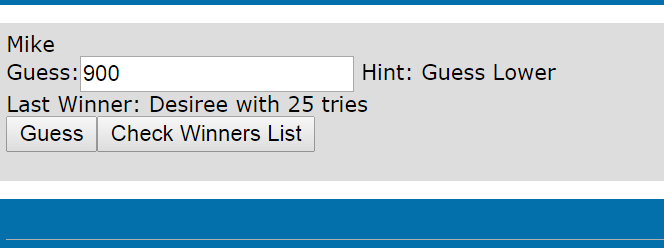 Mike
Guess: 900 Hint: Guess Lower
Last Winner: Desiree with 25 tries
Guess Check Winners List